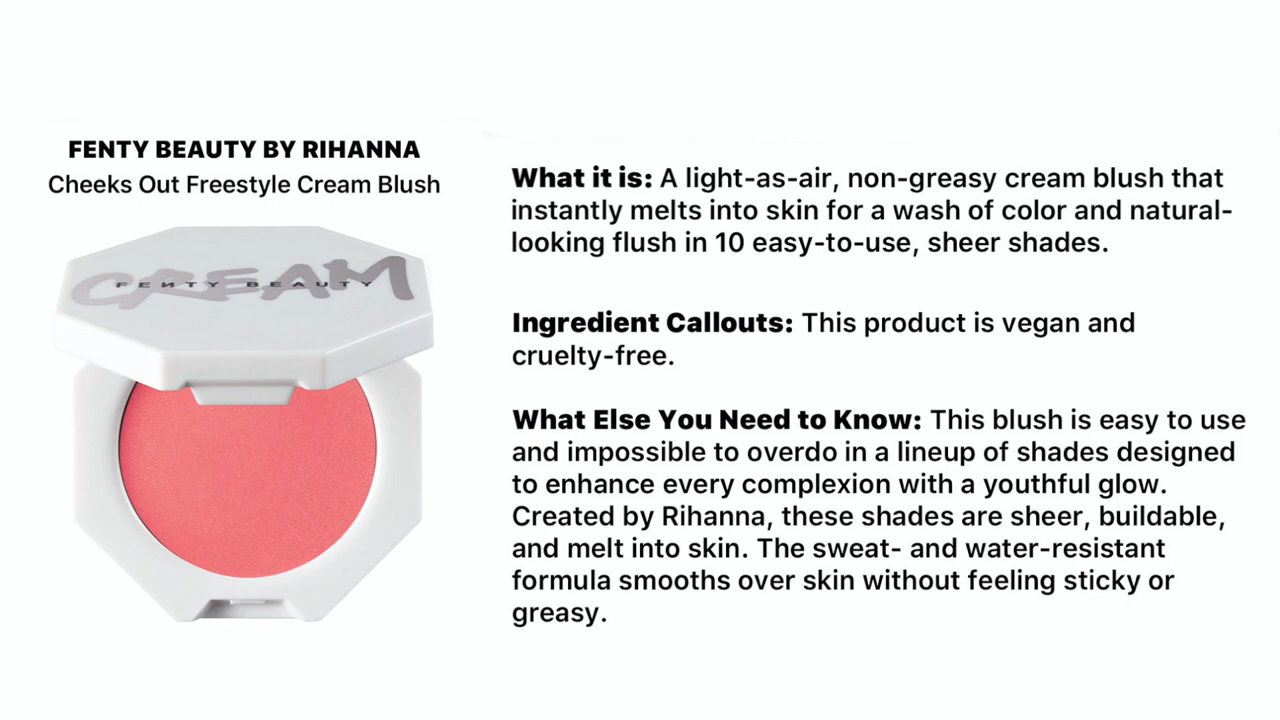 FENTY BEAUTY BY RIHANNA
Cheeks Out Freestyle Cream Blush
CREAM
FENTY BEAUTY
What it is: A light-as-air, non-greasy cream blush that
instantly melts into skin for a wash of color and natural-
looking flush in 10 easy-to-use, sheer shades.
Ingredient Callouts: This product is vegan and
cruelty-free.
What Else You Need to Know: This blush is easy to use
and impossible to overdo in a lineup of shades designed
to enhance every complexion with a youthful glow.
Created by Rihanna, these shades are sheer, buildable,
and melt into skin. The sweat- and water-resistant
formula smooths over skin without feeling sticky or
greasy.